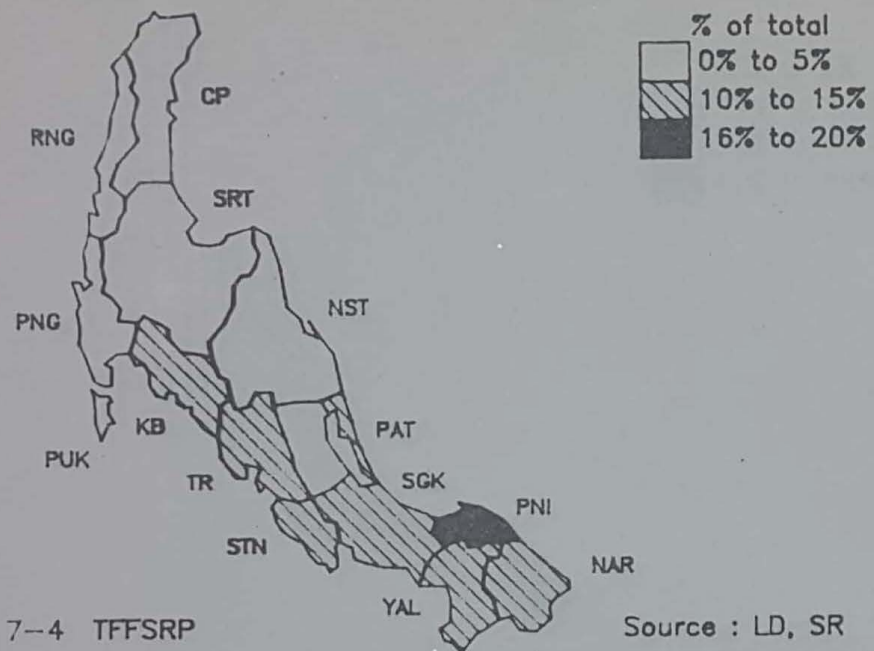 % of total
0% to 5%
10% to 15%
16% to 20%
CP
RNG
SRT
PNG
NST
KB
PUK
PAT
TR
SGK
PNI
STN
NAR
YAL
7-4 TFFSRP
Source : LD, SR